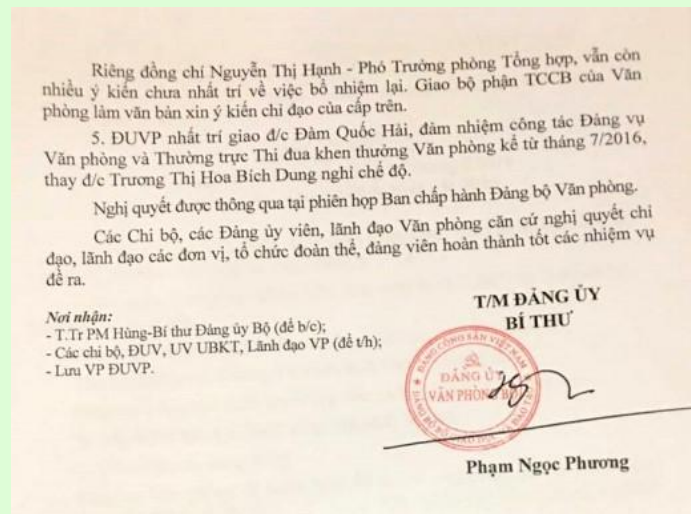 Riêng đồng chí Nguyễn Thị Hạnh - Phó Trưởng phòng Tổng hợp, vẫn còn
nhiều ý kiến chưa nhất trí về việc bổ nhiệm lại. Giao bộ phận TCCB của Văn
phòng làm văn bản xin ý kiến chỉ đạo của cấp trên.
5. ĐUVP nhất trí giao đ/c Đàm Quốc Hải, đảm nhiệm công tác Đảng vụ
Văn phòng và Thường trực Thi đua khen thưởng Văn phòng kể từ tháng 7/2016,
thay đ/c Trương Thị Hoa Bích Dung nghỉ chế độ.
Nghị quyết được thông qua tại phiên họp Ban chấp hành Đảng bộ Văn phòng.
Các Chi bộ, các Đảng ủy viên, lãnh đạo Văn phòng căn cứ nghị quyết chỉ
đạo, lãnh đạo các đơn vị, tổ chức đoàn thể, đảng viên hoàn thành tốt các nhiệm vụ
đề ra.
Nơi nhận:
- T.Tr PM Hùng-Bí thư Đảng ủy Bộ (để b/c);
- Các chi bộ, ĐUV, UV UBKT, Lãnh đạo VP (để t/h);
- Lưu VP ĐUVP.
T/M ĐẢNG ỦY
BÍ THƯ
ĐẢNG CỘNG SẢN VIỆT NAM
ĐẢNG ỦY
VĂN PHÒNG BỘ
Phạm Ngọc Phương